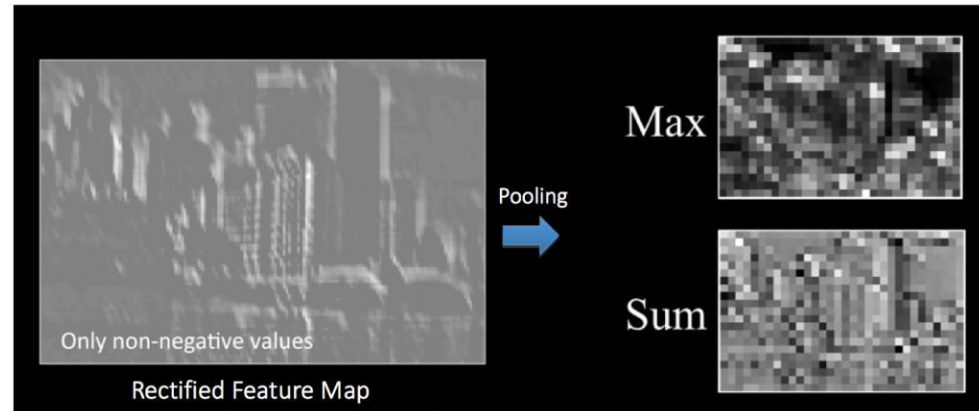 Max
Pooling
Sum
Only non-negative values
Rectified Feature Map